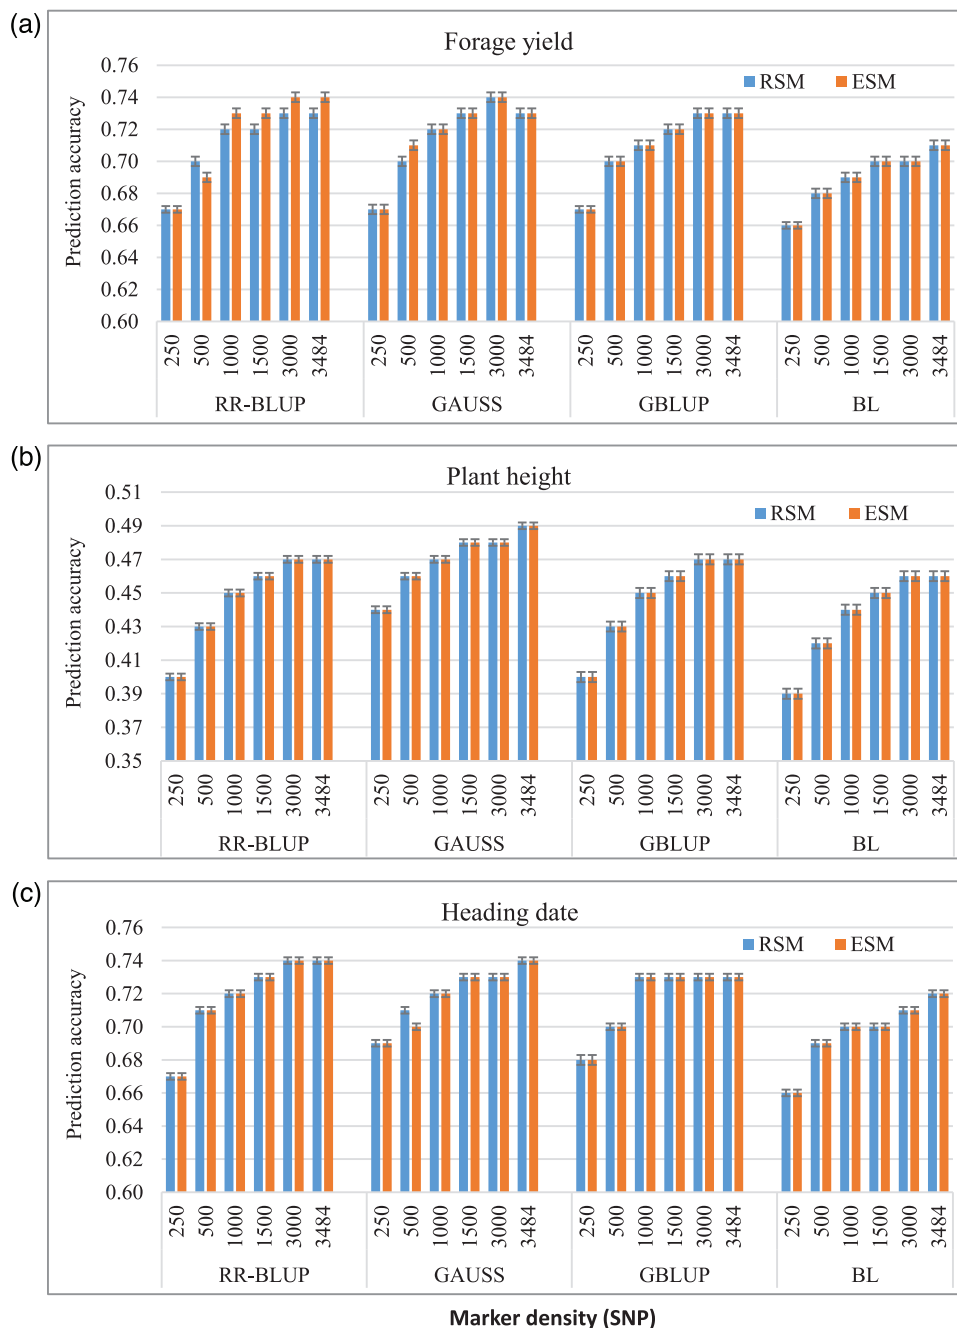 (a)
Forage yield
RSM ESM
Prediction accuracy
0.76
0.74
0.72
0.70
0.68
0.66
0.64
0.62
0.60
250 500 1000 1500 3000 3484 250 500 1000 1500 3000 3484 250 500 1000 1500 3000 3484 250 500 1000 1500 3000 3484
RR-BLUP GAUSS GBLUP BL
(b)
Plant height
RSM ESM
Prediction accuracy
0.51
0.49
0.47
0.45
0.43
0.41
0.39
0.37
0.35
250 500 1000 1500 3000 3484 250 500 1000 1500 3000 3484 250 500 1000 1500 3000 3484 250 500 1000 1500 3000 3484
RR-BLUP GAUSS GBLUP BL
(c)
Heading date
RSM ESM
Prediction accuracy
0.76
0.74
0.72
0.70
0.68
0.66
0.64
0.62
0.60
250 500 1000 1500 3000 3484 250 500 1000 1500 3000 3484 250 500 1000 1500 3000 3484 250 500 1000 1500 3000 3484
RR-BLUP GAUSS GBLUP BL
Marker density (SNP)